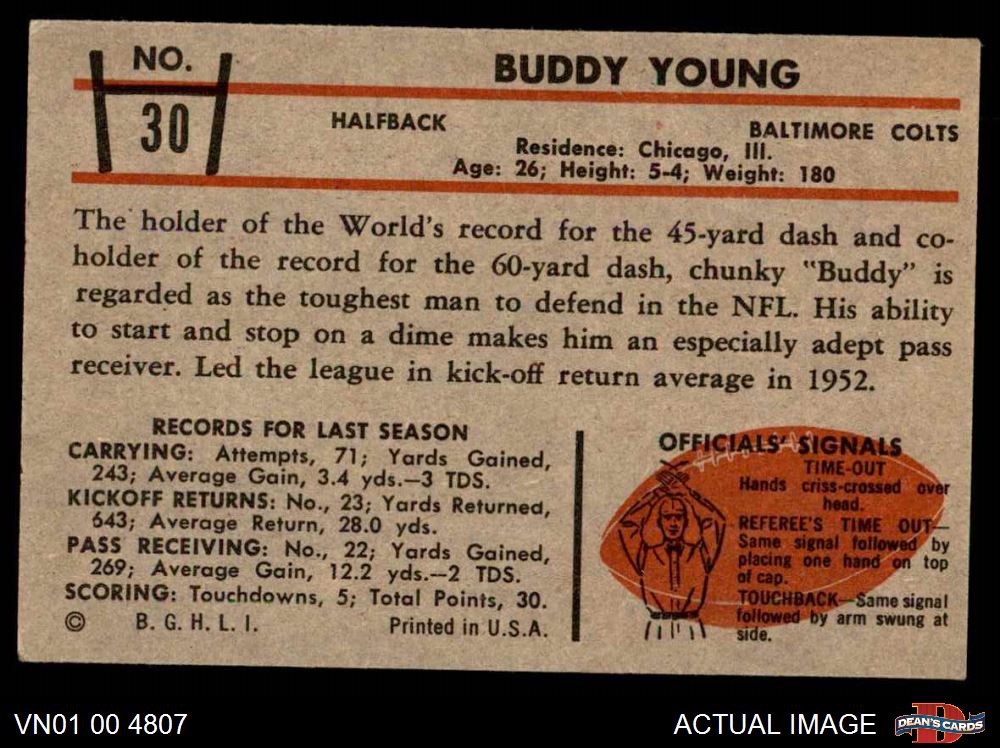 NO.
30
BUDDY YOUNG
HALFBACK
BALTIMORE COLTS
Residence: Chicago, Ill.
Age: 26; Height: 5-4; Weight: 180
The holder of the World's record for the 45-yard dash and co-
holder of the record for the 60-yard dash, chunky "Buddy" is
regarded as the toughest man to defend in the NFL. His ability
to start and stop on a dime makes him an especially adept pass
receiver. Led the league in kick-off return average in 1952.
RECORDS FOR LAST SEASON
CARRYING: Attempts, 71; Yards Gained,
243; Average Gain, 3.4 yds.—3 TDS.
KICKOFF RETURNS: No., 23; Yards Returned,
643; Average Return, 28.0 yds.
PASS RECEIVING: No., 22; Yards Gained,
269; Average Gain, 12.2 yds.—2 TDS.
SCORING: Touchdowns, 5; Total Points, 30.
© B. G. H. L. I. Printed in U.S.A.
OFFICIALS' SIGNALS
TIME-OUT
Hands criss-crossed over
head.
REFEREE'S TIME OUT—
Same signal followed by
placing one hand on top
of cap.
TOUCHBACK—Same signal
followed by arm swung at
side.
VN01 00 4807
ACTUAL IMAGE
DEAN'S CARDS